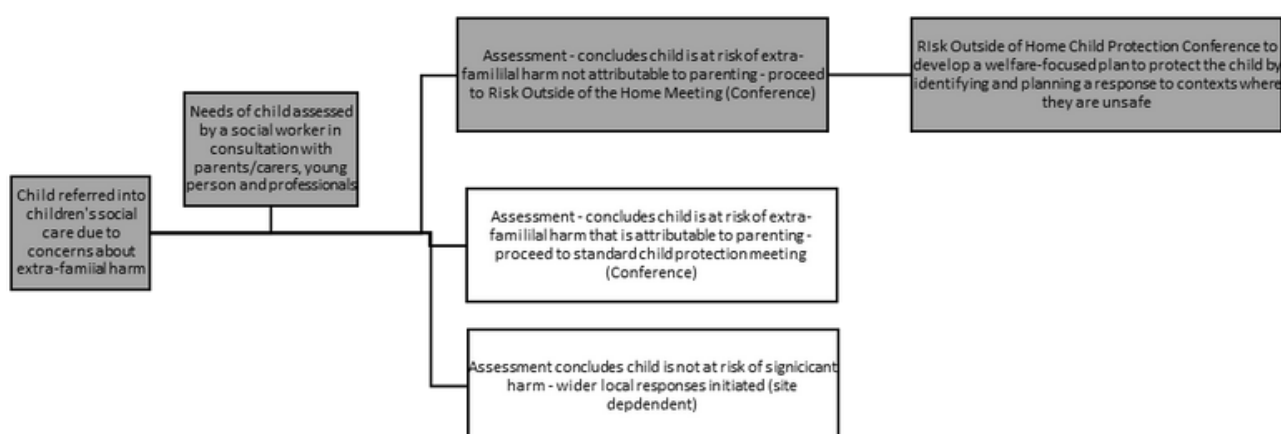 Child referred into
children's social
care due to
concerns about
extra-famiial harm
Needs of child assessed
by a social worker in
consultation with
parents/carers, young
person and professionals
Assessment - concludes child is at risk of extra-
famililal harm not attributable to parenting - proceed
to Risk Outside of the Home Meeting (Conference)
Risk Outside of Home Child Protection Conference to
develop a welfare-focused plan to protect the child by
identifying and planning a response to contexts where
they are unsafe
Assessment - concludes child is at risk of extra-
famililal harm that is attributable to parenting -
proceed to standard child protection meeting
(Conference)
Assessment concludes child is not at risk of signicicant
harm - wider local responses initiated (site
depdendent)